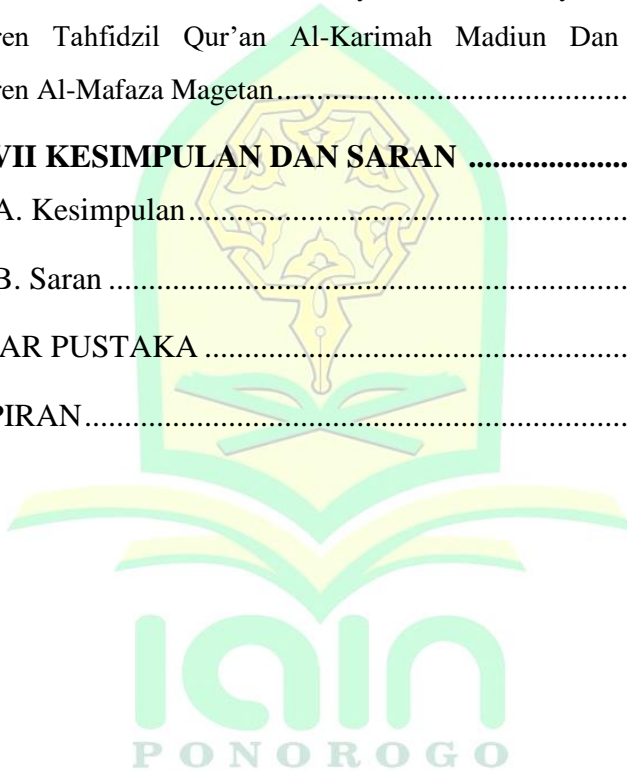 ren Tahfidzil Qur’an Al-Karimah Madiun Dan
ren Al-Mafaza Magetan.......................................
VII KESIMPULAN DAN SARAN .....................
A. Kesimpulan.....................................................
B. Saran ...............................................................
AR PUSTAKA ...................................................
PIRAN.................................................................
iain
PONOROGO